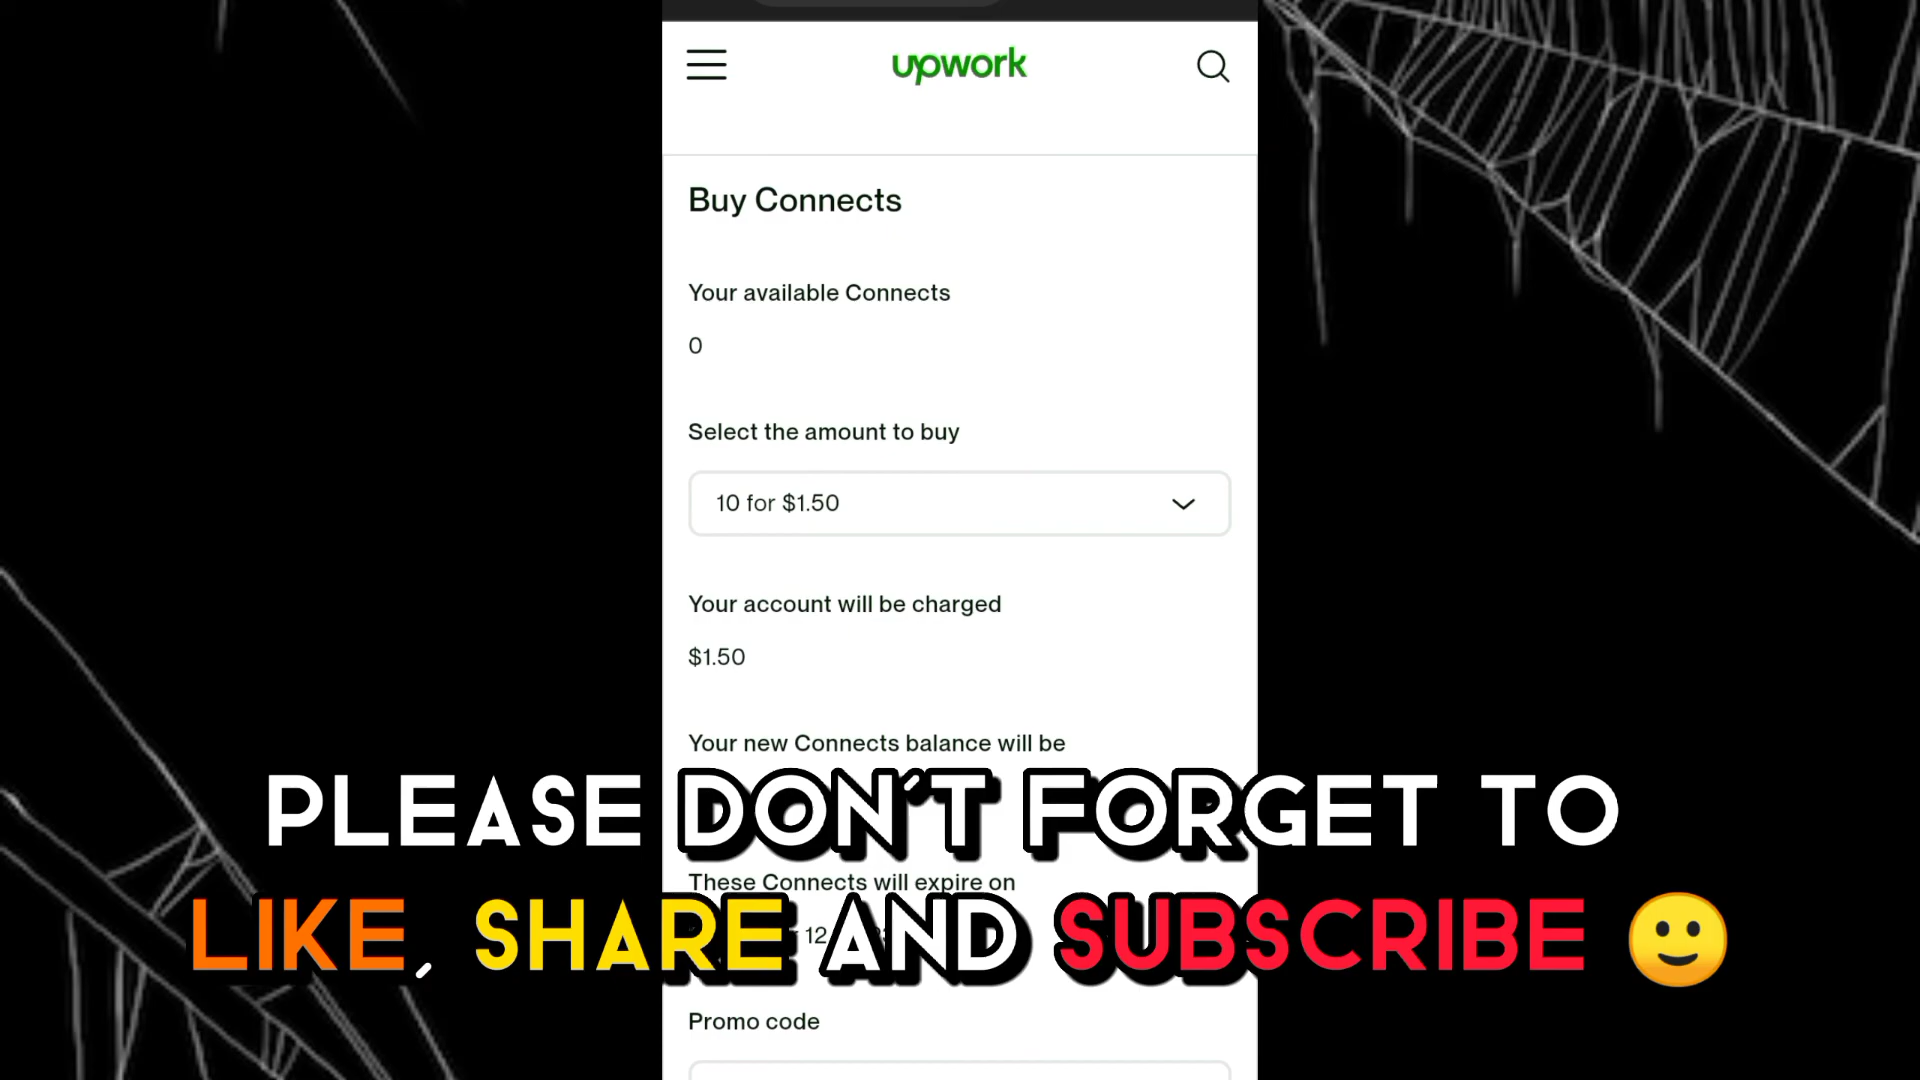 upwork
Buy Connects
Your available Connects
0
Select the amount to buy
10 for $1.50
Your account will be charged
$1.50
Your new Connects balance will be
PLEASE DON'T FORGET TO
These Connects will expire on
LIKE, SHARE AND SUBSCRIBE 🙂
12
Promo code